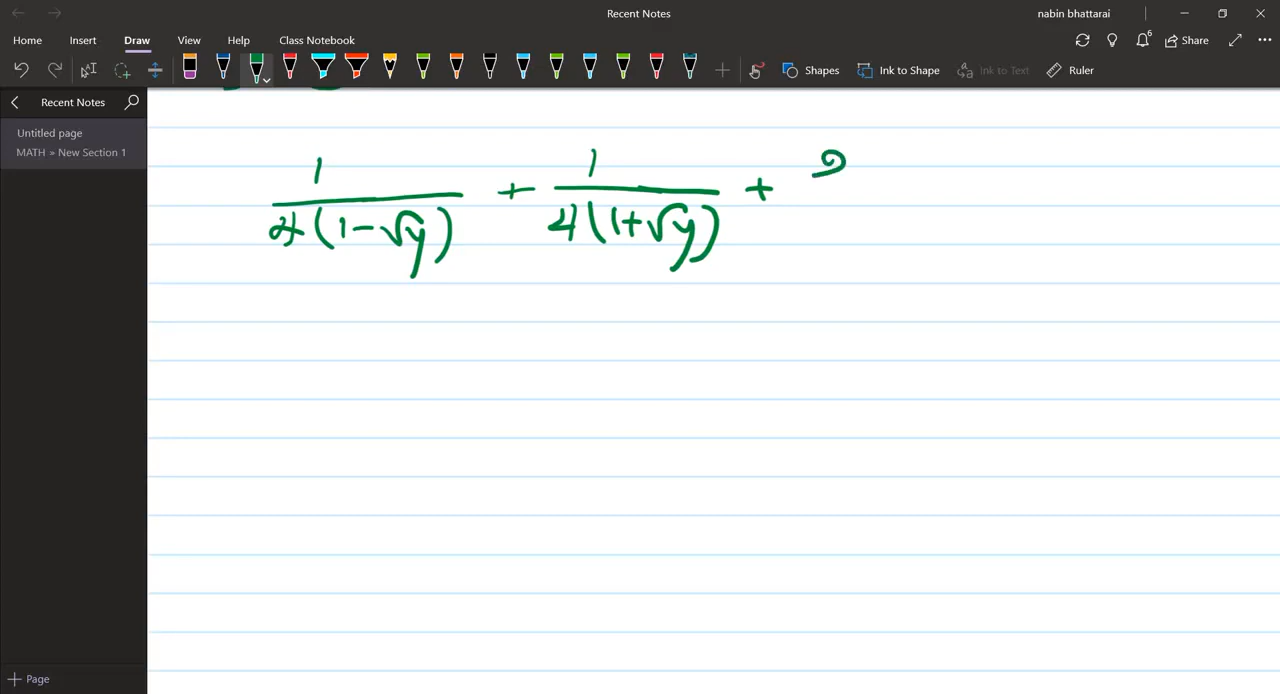 Recent Notes
nabin bhattarai
Home Insert Draw View Help Class Notebook
6
Share
Shapes Ink to Shape Ink to Text Ruler
Recent Notes
Untitled page
MATH > New Section 1
1/4(1-√y) + 1/4(1+√y) +
Page